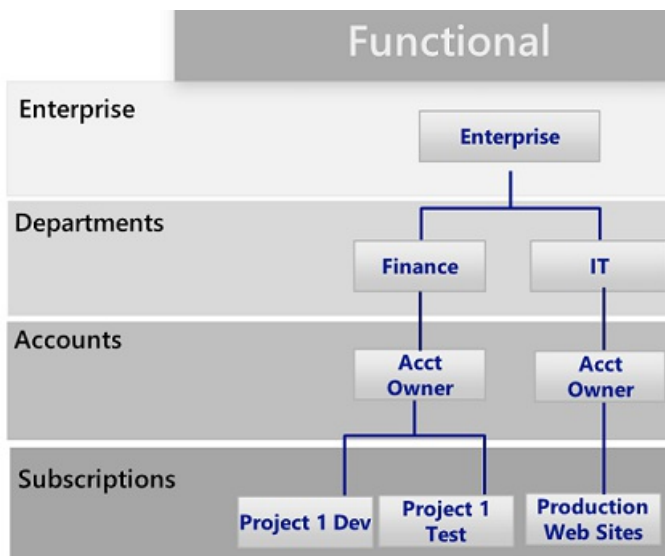 Functional
Enterprise
Enterprise
Departments
Finance
IT
Accounts
Acct
Owner
Acct
Owner
Subscriptions
Project 1 Dev
Project 1
Test
Production
Web Sites